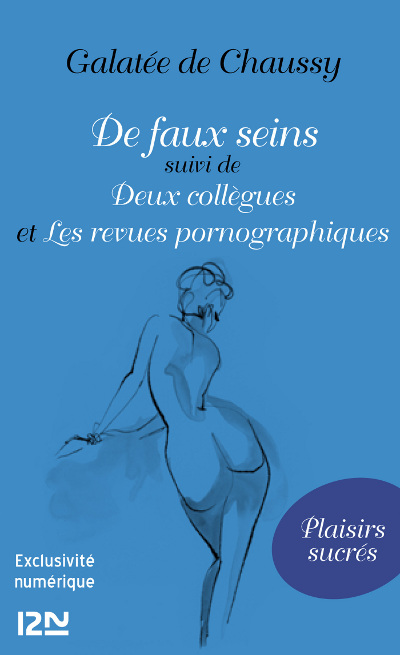 Galatée de Chaussy
De faux seins
suivi de
Deux collègues
et Les revues pornographiques
Plaisirs
sucrés
Exclusivité
numérique
12N